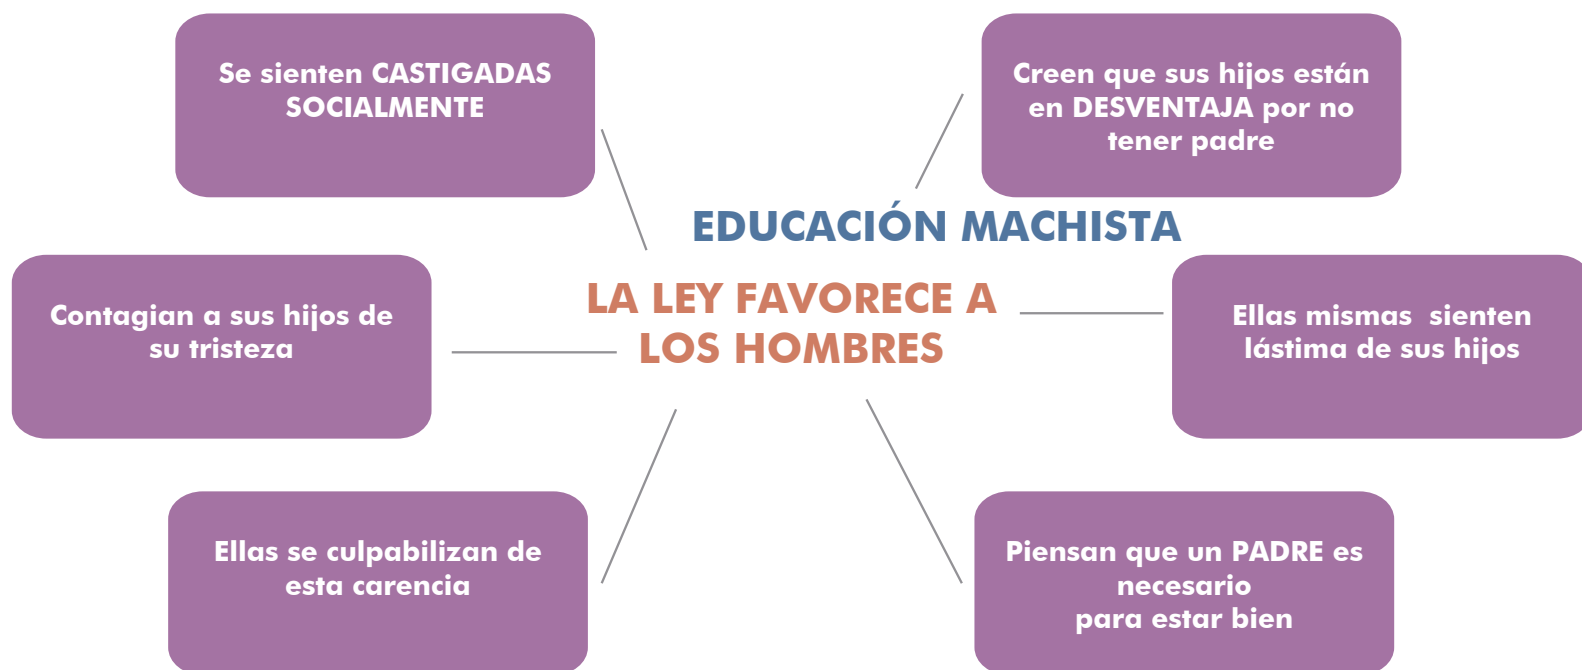 Se sienten CASTIGADAS
SOCIALMENTE
Creen que sus hijos están
en DESVENTAJA por no
tener padre
EDUCACIÓN MACHISTA
LA LEY FAVORECE A
LOS HOMBRES
Contagian a sus hijos de
su tristeza
Ellas mismas  sienten
lástima de sus hijos
Ellas se culpabilizan de
esta carencia
Piensan que un PADRE es
necesario
para estar bien